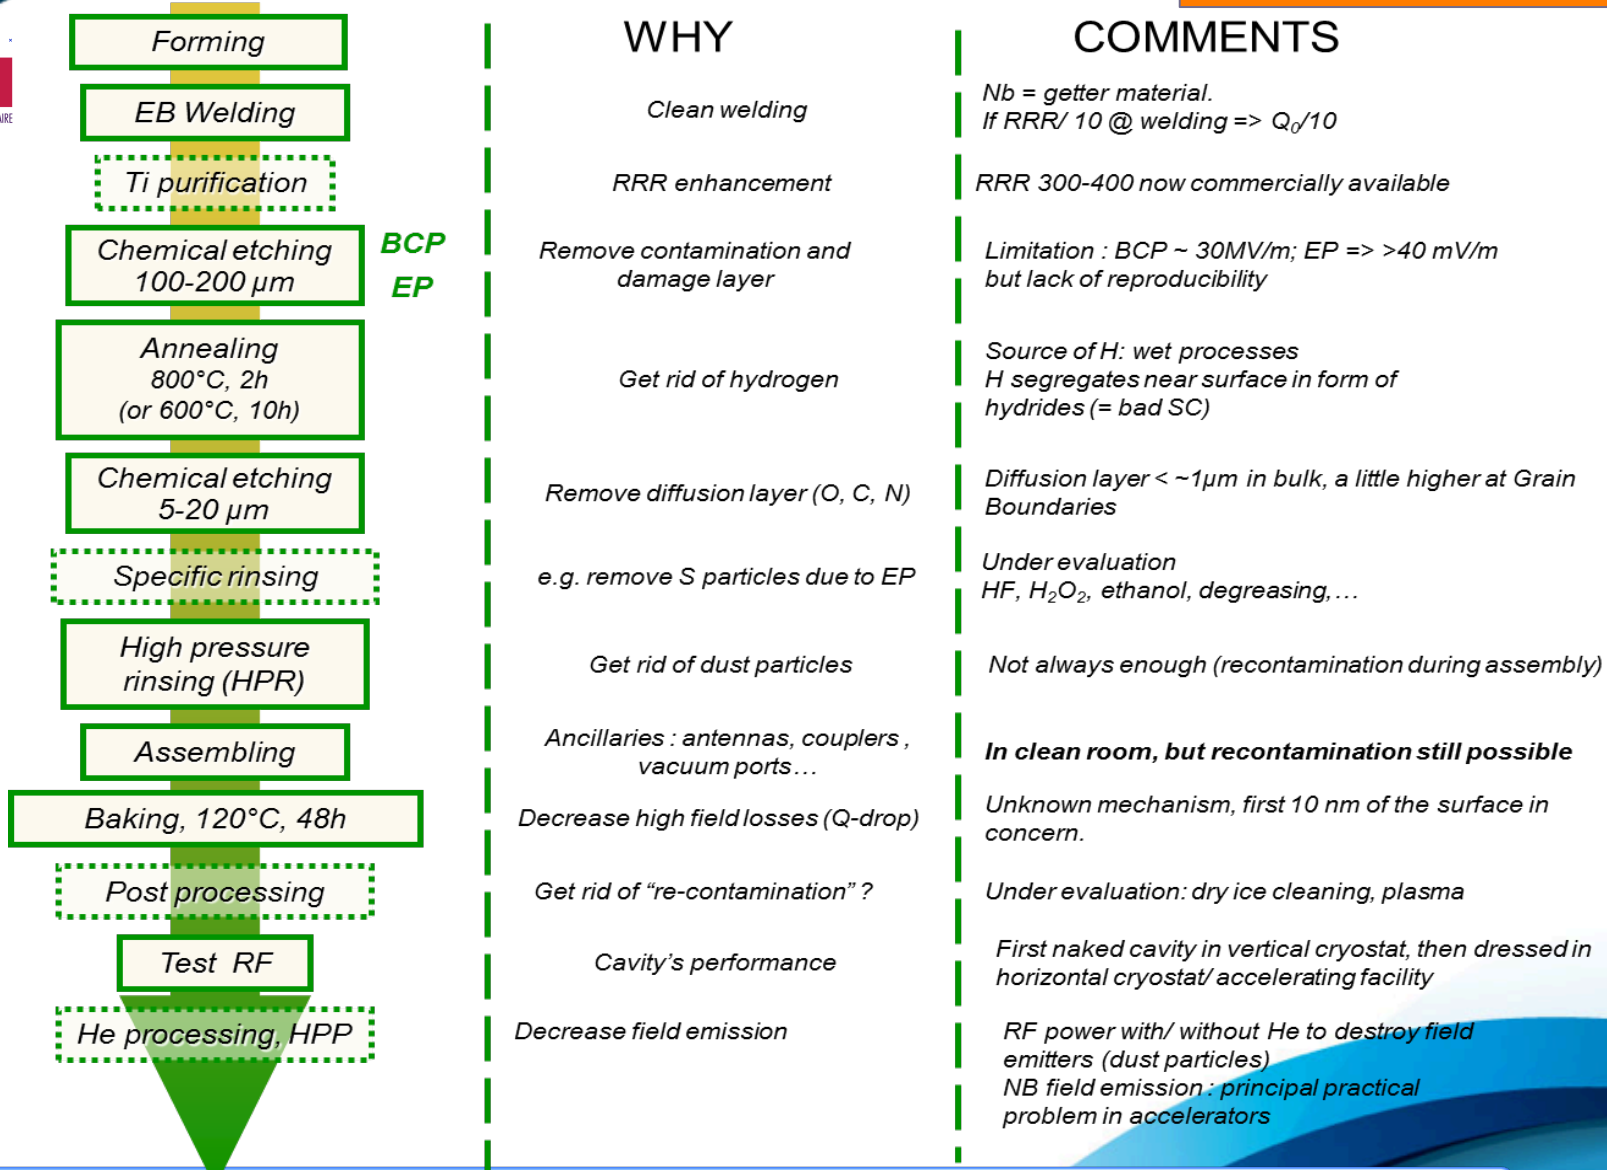 WHY
COMMENTS
Forming
EB Welding
Clean welding
Nb = getter material.
If RRR/ 10 @ welding => Q₀/10
Ti purification
RRR enhancement
RRR 300-400 now commercially available
Chemical etching
100-200 µm
BCP
EP
Remove contamination and
damage layer
Limitation : BCP ~ 30MV/m; EP => >40 mV/m
but lack of reproducibility
Annealing
800°C, 2h
(or 600°C, 10h)
Get rid of hydrogen
Source of H: wet processes
H segregates near surface in form of
hydrides (= bad SC)
Chemical etching
5-20 µm
Remove diffusion layer (O, C, N)
Diffusion layer < ~1µm in bulk, a little higher at Grain
Boundaries
Specific rinsing
e.g. remove S particles due to EP
Under evaluation
HF, H₂O₂, ethanol, degreasing,…
High pressure
rinsing (HPR)
Get rid of dust particles
Not always enough (recontamination during assembly)
Assembling
Ancillaries : antennas, couplers ,
vacuum ports…
In clean room, but recontamination still possible
Baking, 120°C, 48h
Decrease high field losses (Q-drop)
Unknown mechanism, first 10 nm of the surface in
concern.
Post processing
Get rid of “re-contamination” ?
Under evaluation: dry ice cleaning, plasma
Test RF
Cavity’s performance
First naked cavity in vertical cryostat, then dressed in
horizontal cryostat/ accelerating facility
He processing, HPP
Decrease field emission
RF power with/ without He to destroy field
emitters (dust particles)
NB field emission : principal practical
problem in accelerators